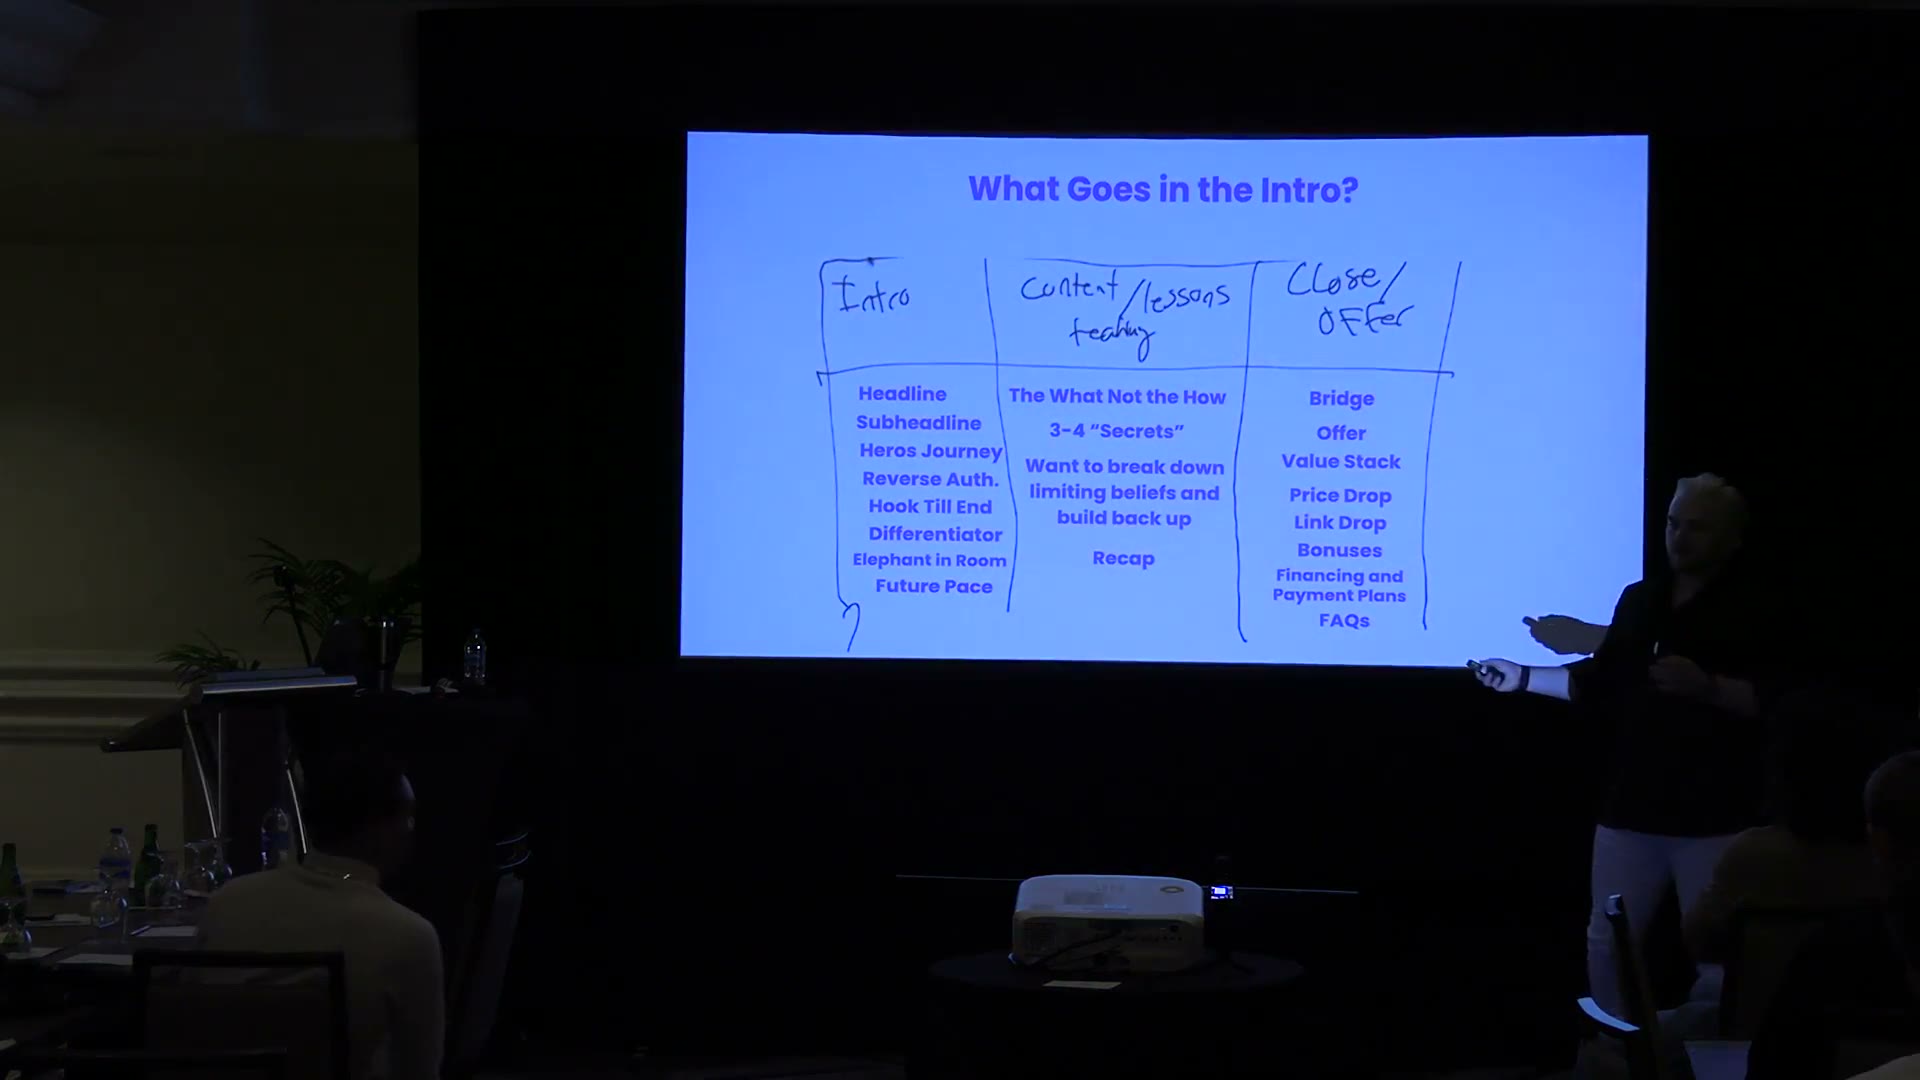 What Goes in the Intro?
Intro
Content/lessons
teaching
Close/
OFFer
Headline
Subheadline
Heros Journey
Reverse Auth.
Hook Till End
Differentiator
Elephant in Room
Future Pace
The What Not the How
3-4 “Secrets”
Want to break down
limiting beliefs and
build back up
Recap
Bridge
Offer
Value Stack
Price Drop
Link Drop
Bonuses
Financing and
Payment Plans
FAQs